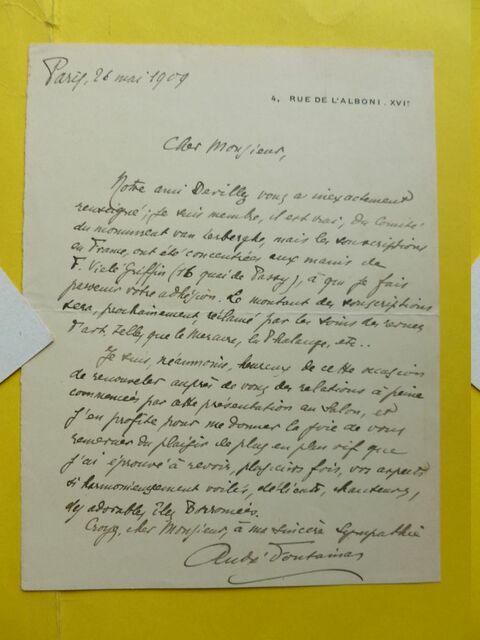 Paris, 26 mai 1909
4, RUE DE L'ALBONI. XVIᵉ
Cher Monsieur,
Notre ami Devillez vous a inexactement
renseigné; je suis membre, il est vrai, du Comité
du monument van Lerberghe, mais les souscriptions
en France, ont été concentrées aux mains de
F. Vielé-Griffin (16 quai de Passy), à qui je fais
parvenir votre adhésion. Le montant des souscriptions
sera, prochainement, réclamé par les soins des revues
d'art, telles que le Mercure, la Phalange, etc..
Je suis, néanmoins, heureux de cette occasion
de renouveler auprès de vous des relations à peine
commencées par cette présentation au Salon, et
j'en profite pour me donner la joie de vous
remercier du plaisir de plus en plus vif que
j'ai éprouvé à revoir, plusieurs fois, vos aspects
si harmonieusement voilés, et chanteurs,
des adorables Iles Borromées.
Croyez, cher Monsieur, à ma sincère sympathie
André Fontainas